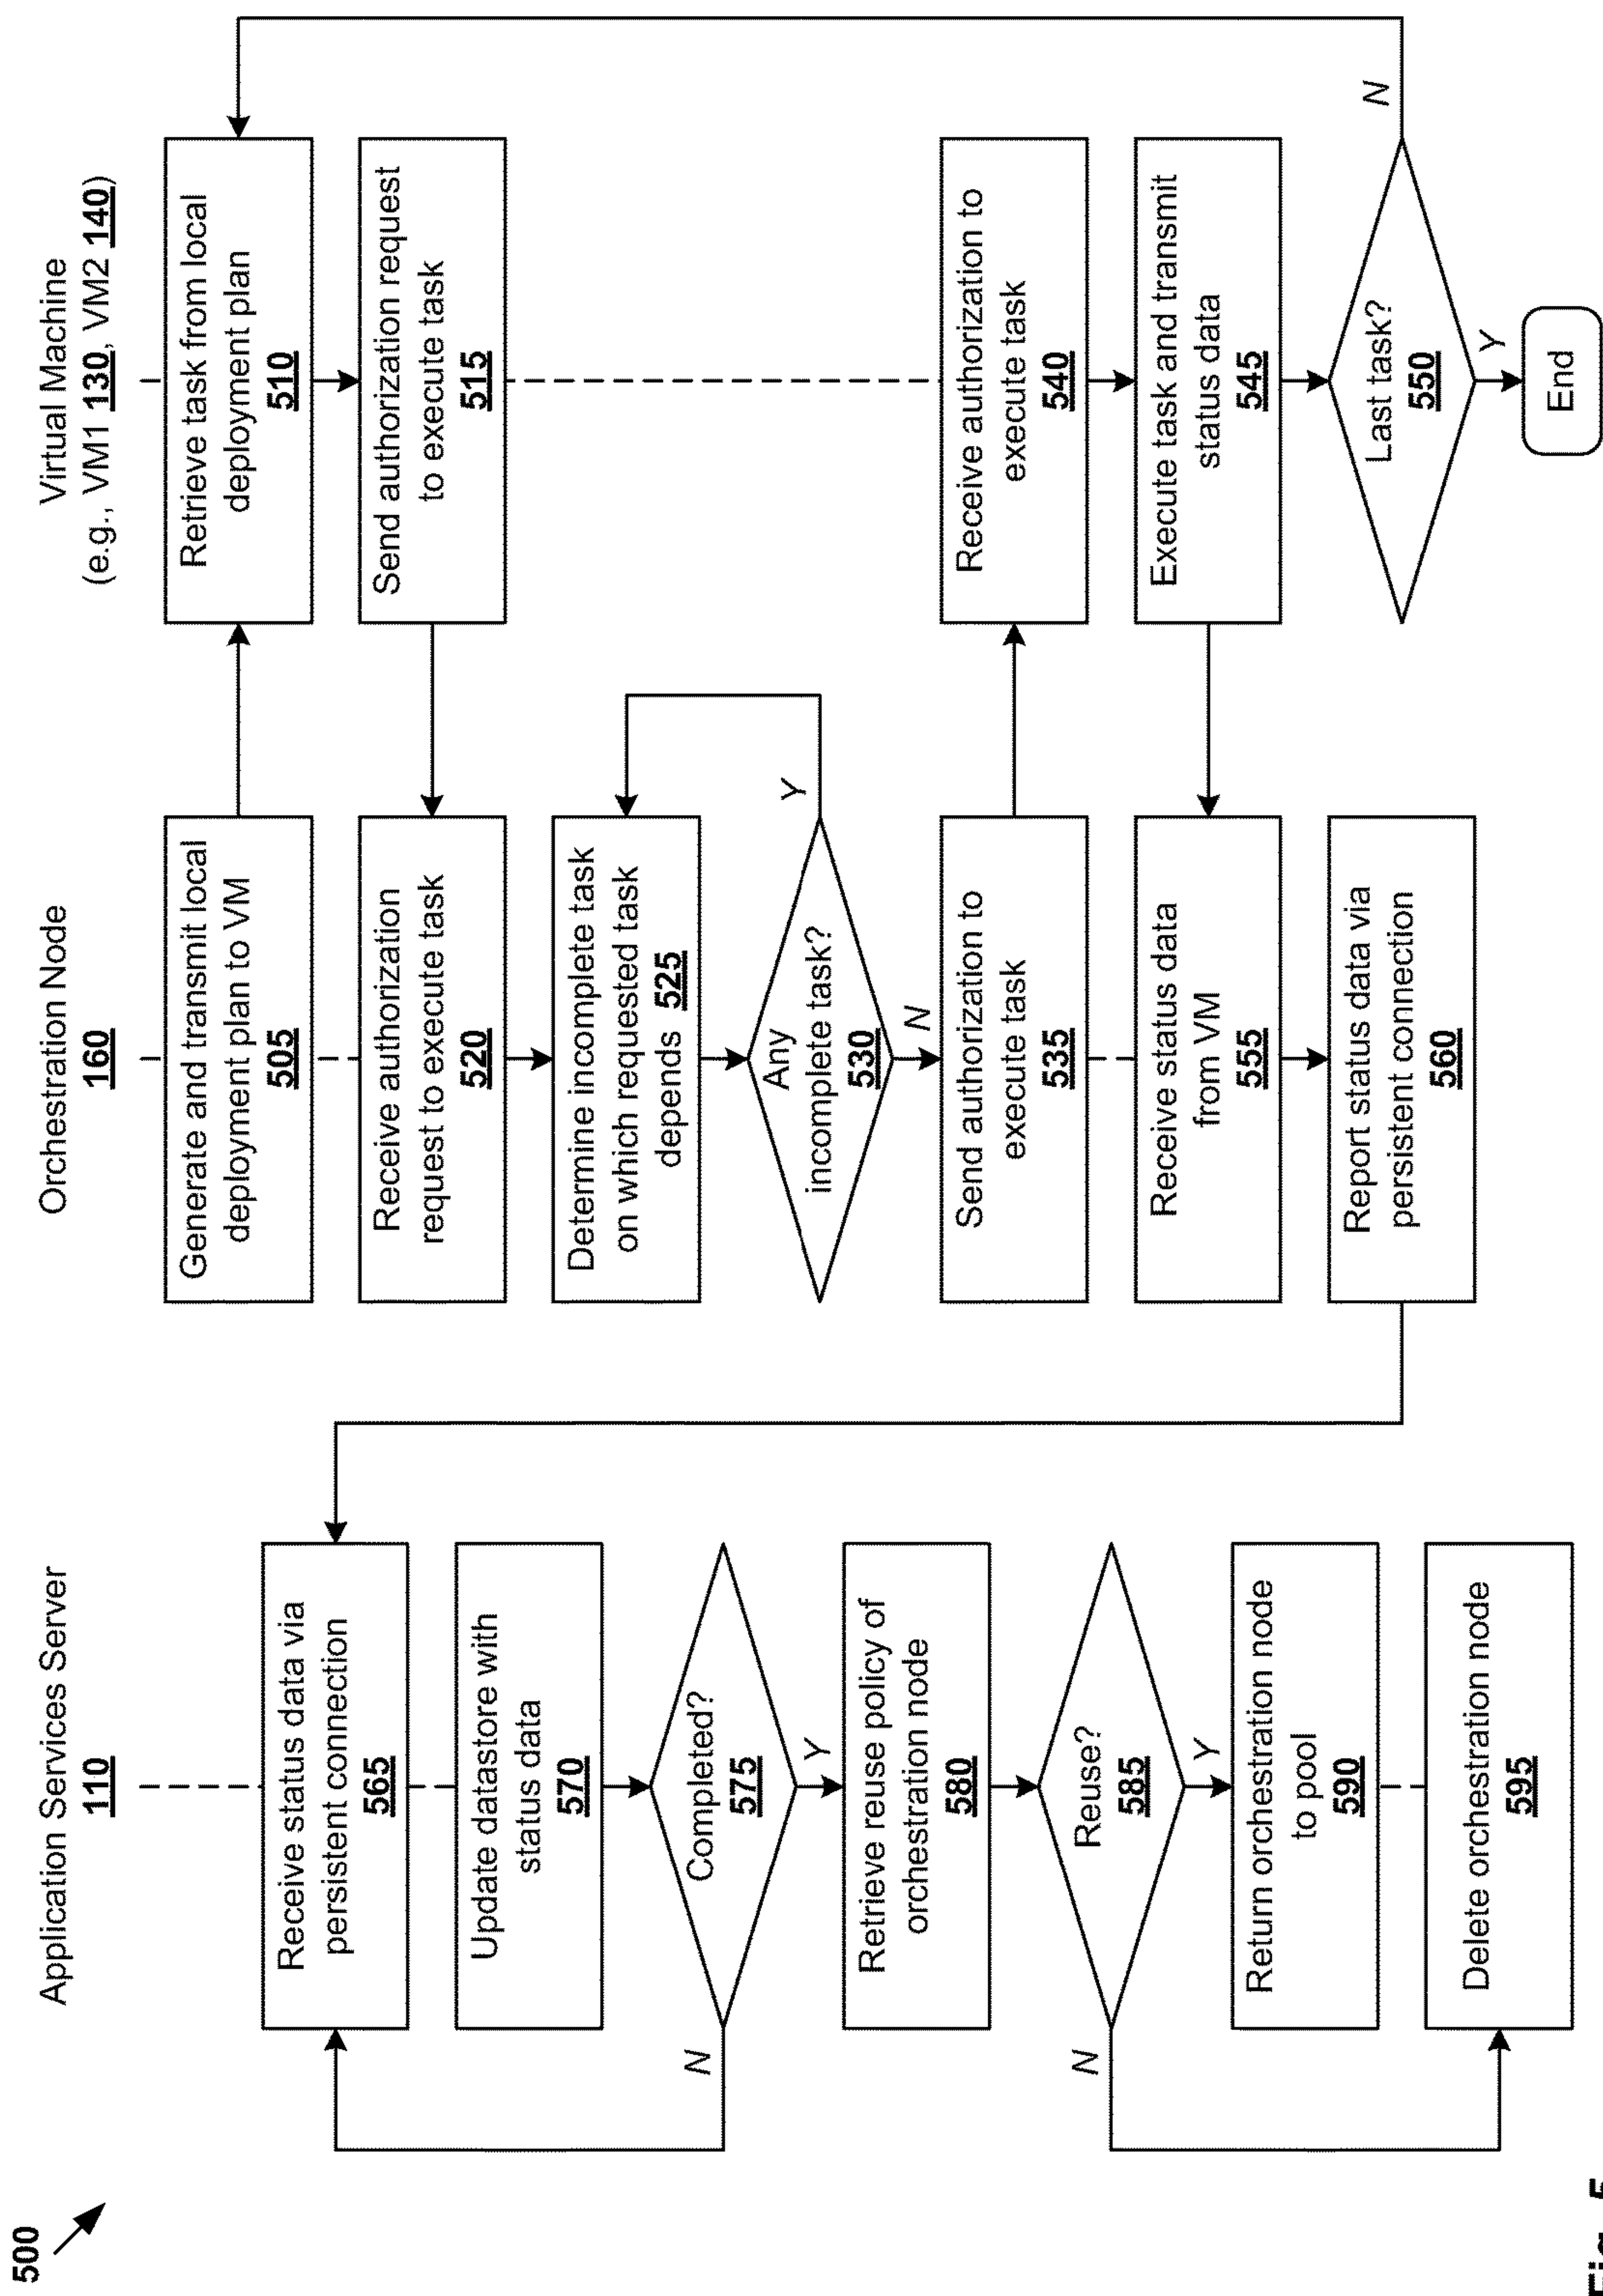 500
Application Services Server
110
Receive status data via
persistent connection
565
Update datastore with
status data
570
Completed?
575
N
Y
Retrieve reuse policy of
orchestration node
580
Reuse?
585
N
Y
Return orchestration node
to pool
590
Delete orchestration node
595
Orchestration Node
160
Generate and transmit local
deployment plan to VM
505
Receive authorization
request to execute task
520
Determine incomplete task
on which requested task
depends 525
Any
incomplete task?
530
Y
N
Send authorization to
execute task
535
Receive status data
from VM
555
Report status data via
persistent connection
560
Virtual Machine
(e.g., VM1 130, VM2 140)
Retrieve task from local
deployment plan
510
Send authorization request
to execute task
515
Receive authorization to
execute task
540
Execute task and transmit
status data
545
Last task?
550
N
Y
End
Fig. 5